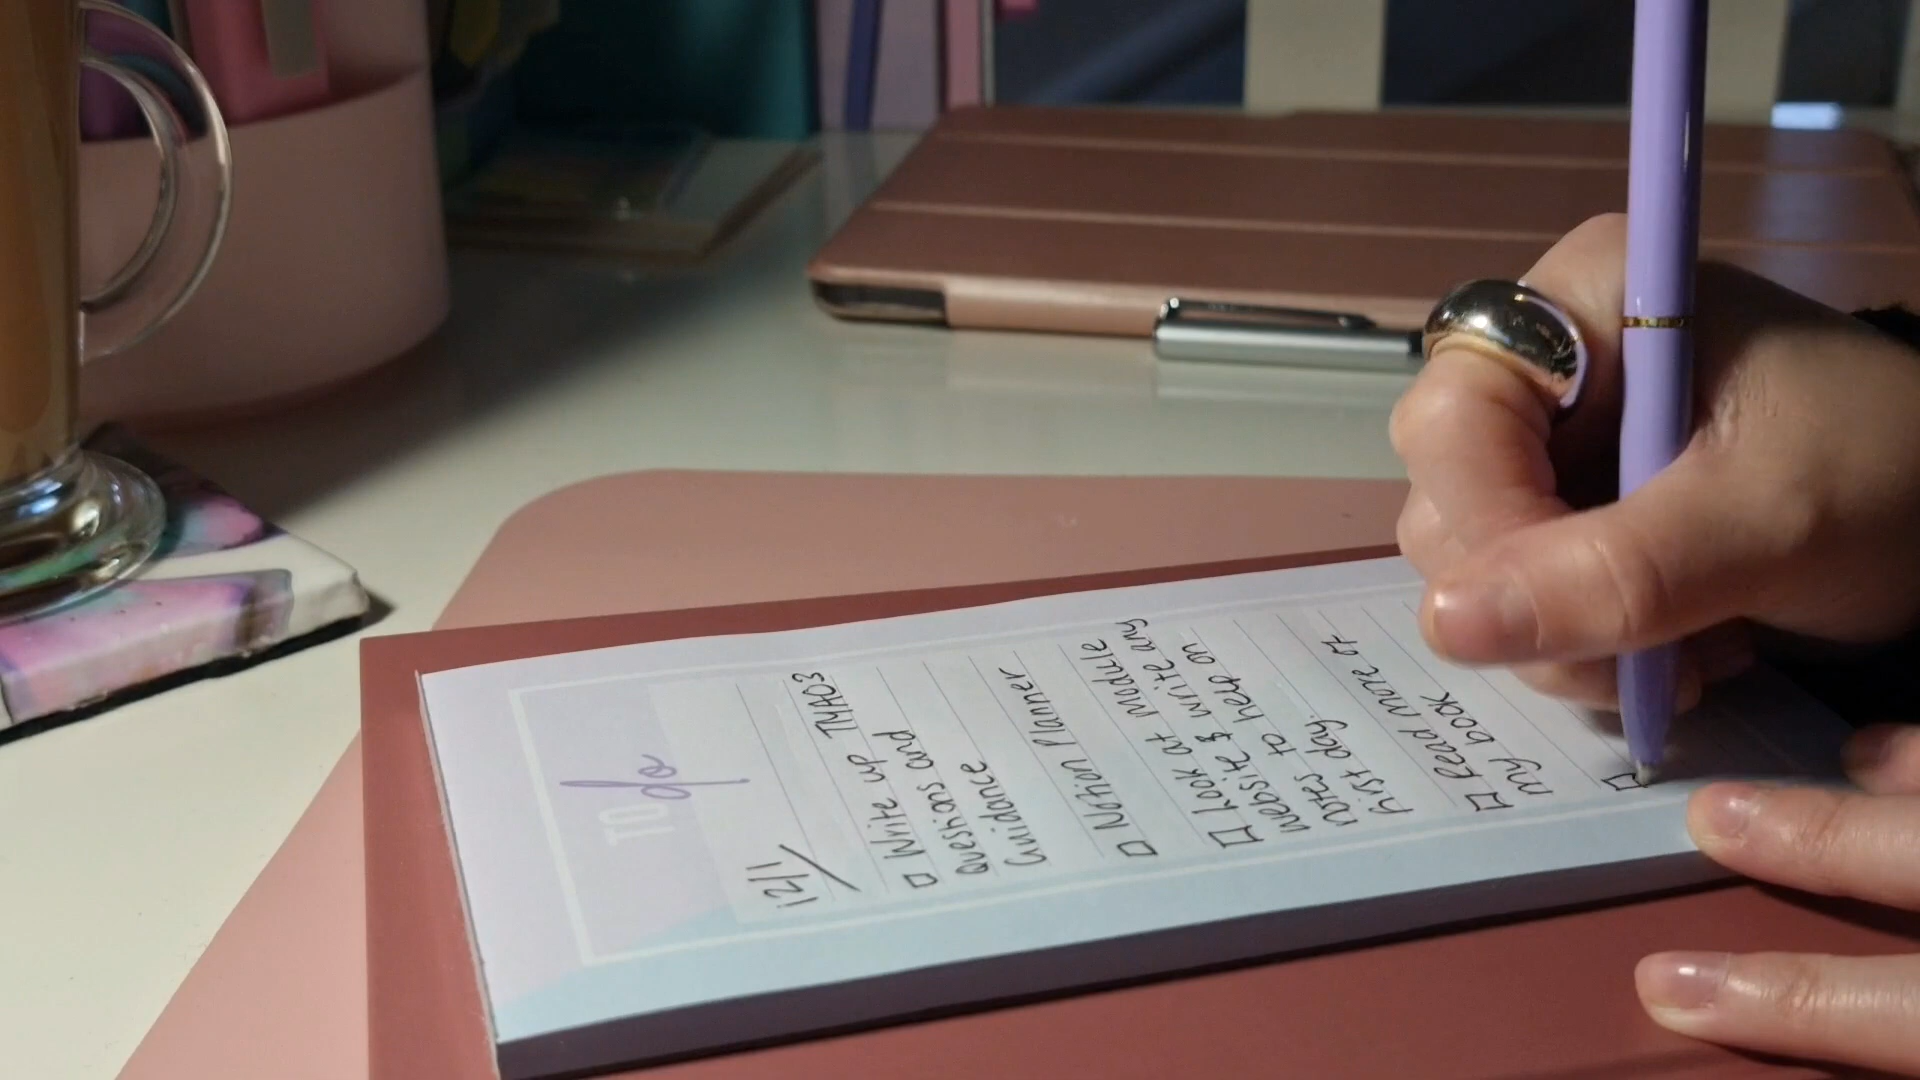 TO do
12/1
Write up TMA03
questions and
Guidance
Notion Planner
Look at module
website & write any
notes to help on
first day.
Read more of
my book